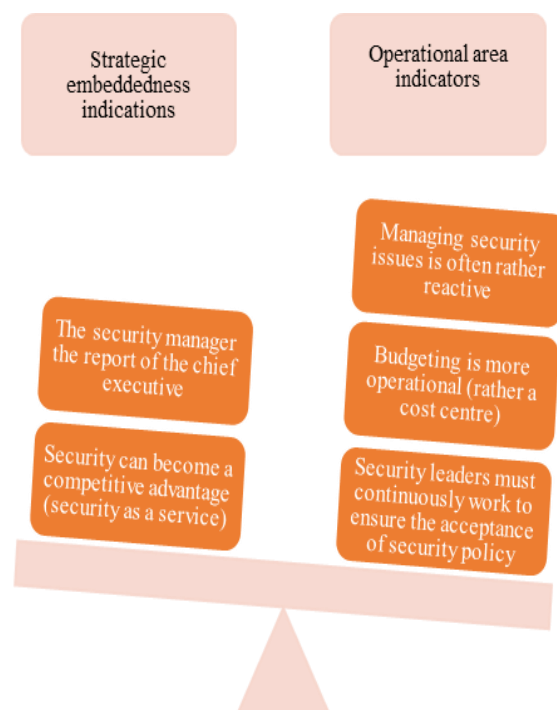 Strategic
embeddedness
indications
Operational area
indicators
Managing security
issues is often rather
reactive
The security manager
the report of the chief
executive
Budgeting is more
operational (rather a
cost centre)
Security can become a
competitive advantage
(security as a service)
Security leaders must
continuously work to
ensure the acceptance
of security policy